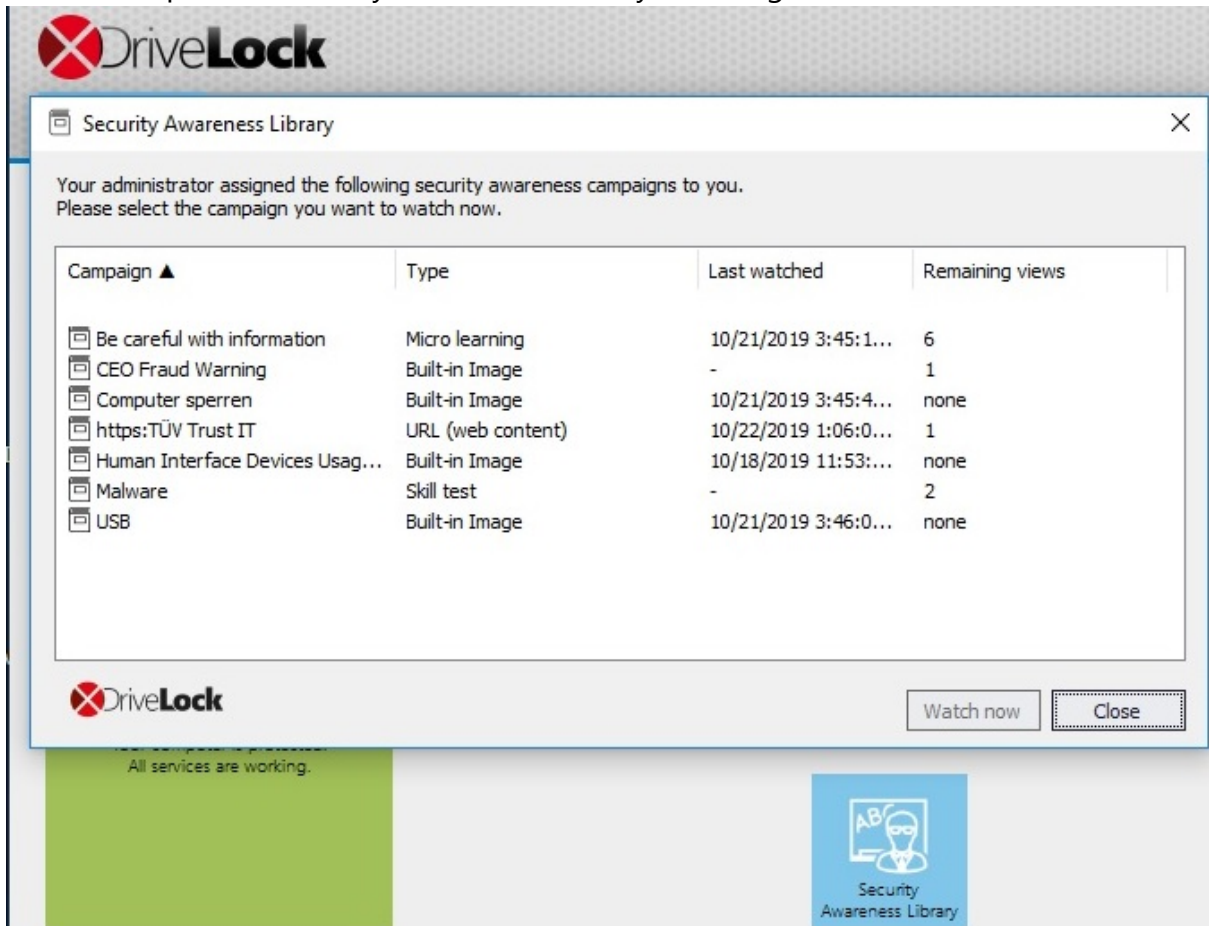 DriveLock
Security Awareness Library
Your administrator assigned the following security awareness campaigns to you.
Please select the campaign you want to watch now.
Campaign ▲ Type Last watched Remaining views
Be careful with information Micro learning 10/21/2019 3:45:1... 6
CEO Fraud Warning Built-in Image - 1
Computer sperren Built-in Image 10/21/2019 3:45:4... none
https:TÜV Trust IT URL (web content) 10/22/2019 1:06:0... 1
Human Interface Devices Usag... Built-in Image 10/18/2019 11:53:... none
Malware Skill test - 2
USB Built-in Image 10/21/2019 3:46:0... none
DriveLock
Watch now Close
All services are working.
ABC
Security
Awareness Library